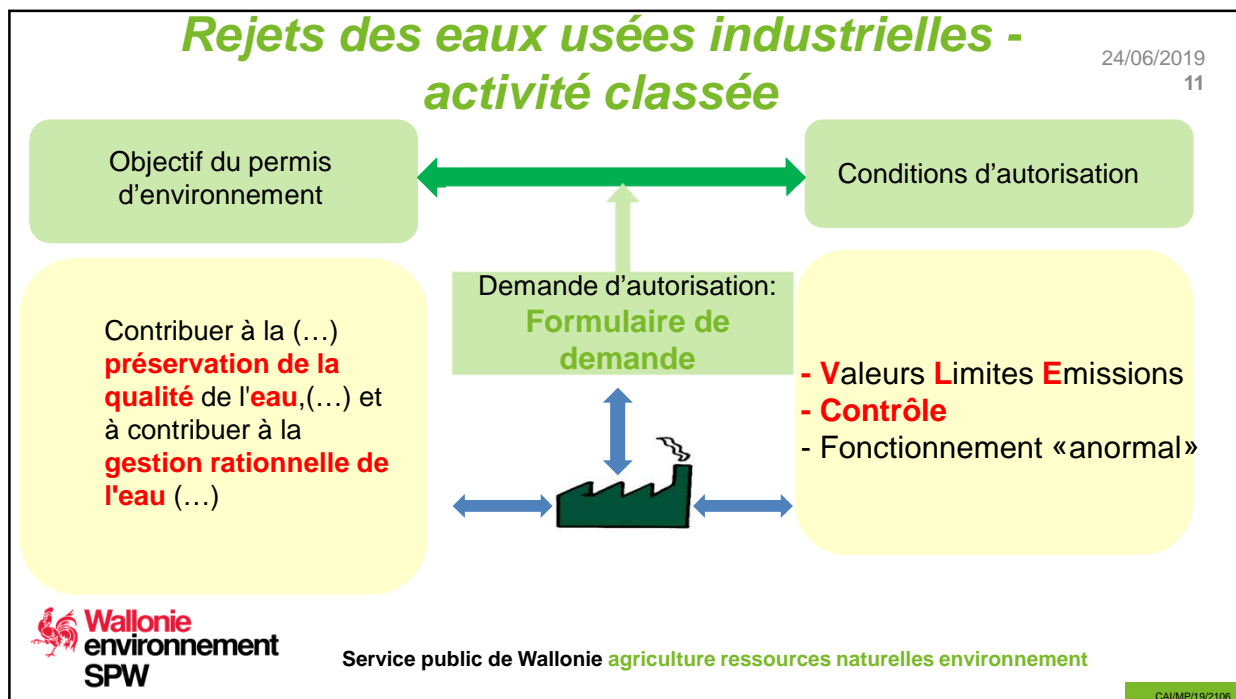 Rejets des eaux usées industrielles -
activité classée
24/06/2019
11
Objectif du permis
d'environnement
Conditions d'autorisation
Demande d'autorisation:
Formulaire de
demande
Contribuer à la (…)
préservation de la
qualité de l'eau,(…) et
à contribuer à la
gestion rationnelle de
l'eau (…)
- Valeurs Limites Emissions
- Contrôle
- Fonctionnement «anormal»
Wallonie
environnement
SPW
Service public de Wallonie agriculture ressources naturelles environnement
CAI/MP/19/2106